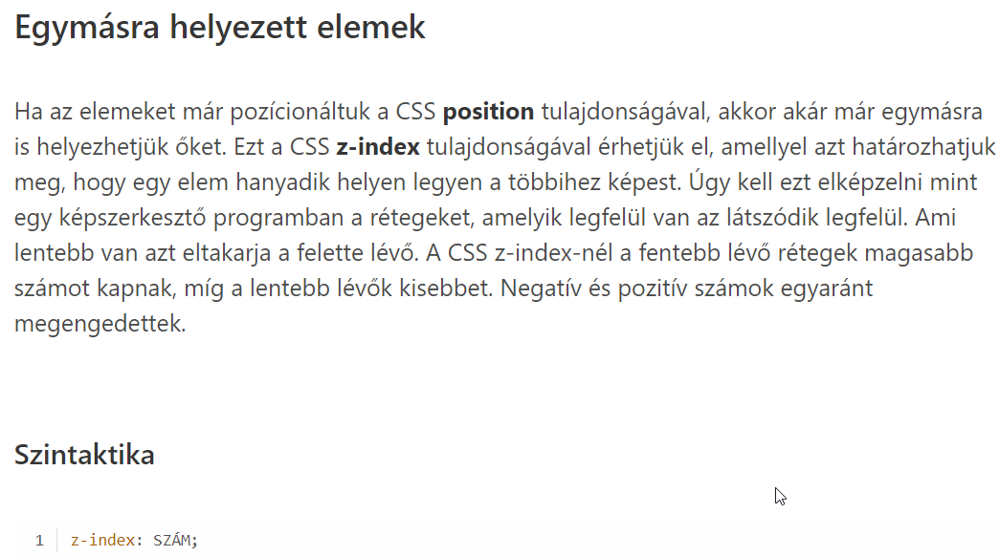 Egymásra helyezett elemek
Ha az elemeket már pozícionáltuk a CSS position tulajdonságával, akkor akár már egymásra
is helyezhetjük őket. Ezt a CSS z-index tulajdonságával érhetjük el, amellyel azt határozhatjuk
meg, hogy egy elem hanyadik helyen legyen a többihez képest. Úgy kell ezt elképzelni mint
egy képszerkesztő programban a rétegeket, amelyik legfelül van az látszódik legfelül. Ami
lentebb van azt eltakarja a felette lévő. A CSS z-index-nél a fentebb lévő rétegek magasabb
számot kapnak, míg a lentebb lévők kisebbet. Negatív és pozitív számok egyaránt
megengedettek.
Szintaktika
1 z-index: SZÁM;